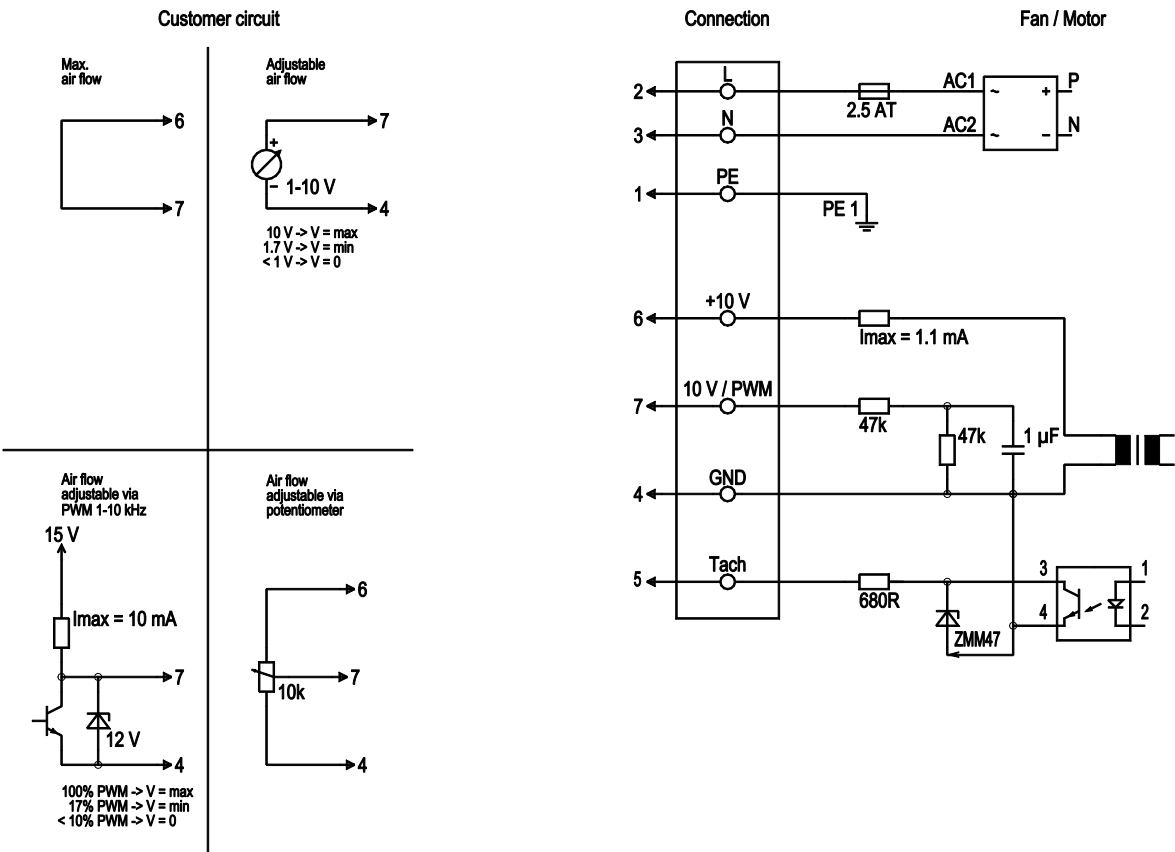 Customer circuit
Connection
Fan / Motor
Max.
air flow
6
7
Adjustable
air flow
7
+
−
1-10 V
4
10 V -> V = max
1.7 V -> V = min
< 1 V -> V = 0
Air flow
adjustable via
PWM 1-10 kHz
15 V
Imax = 10 mA
7
12 V
4
100% PWM -> V = max
17% PWM -> V = min
< 10% PWM -> V = 0
Air flow
adjustable via
potentiometer
6
7
10k
4
L
2
2.5 AT
AC1
~
+
P
N
3
AC2
~
−
N
PE
1
PE 1
+10 V
6
Imax = 1.1 mA
10 V / PWM
7
47k
47k
1 µF
GND
4
Tach
5
680R
3
1
4
2
ZMM47